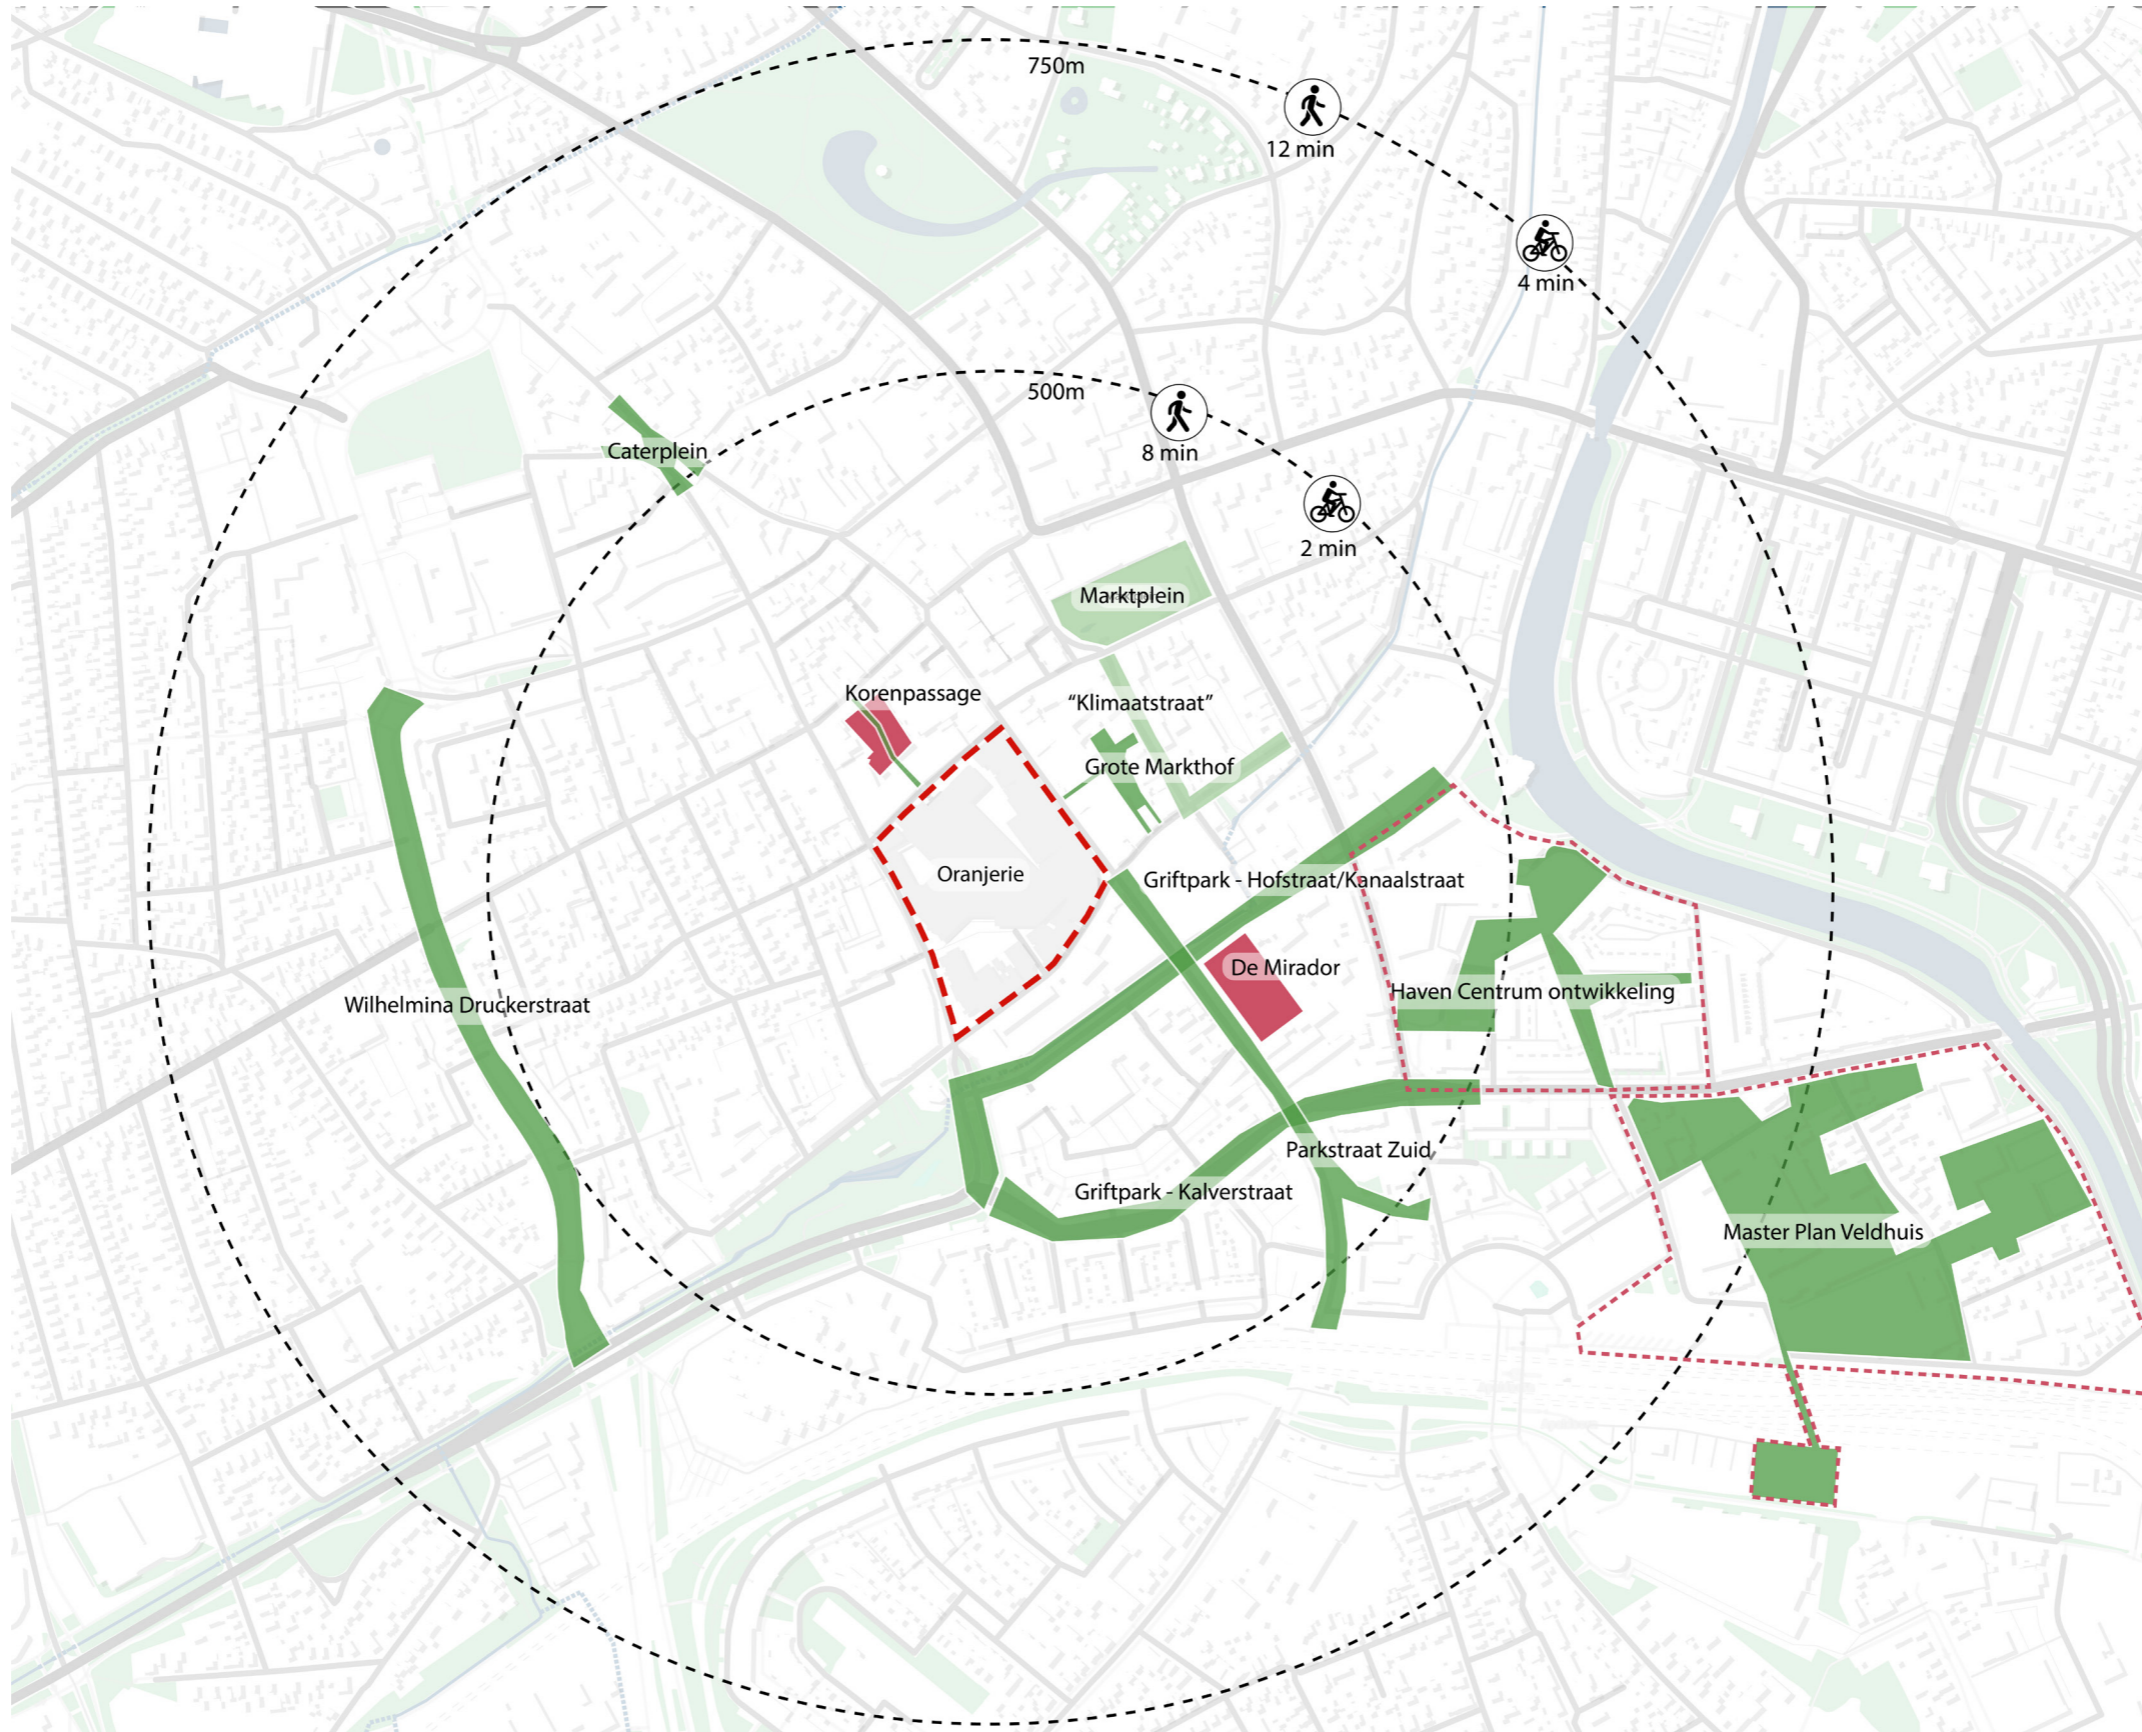 750m
12 min
4 min
500m
8 min
2 min
Caterplein
Marktplein
Korenpassage
“Klimaatstraat”
Grote Markthof
Oranjerie
Griftpark - Hofstraat/Kanaalstraat
De Mirador
Haven Centrum ontwikkeling
Wilhelmina Druckerstraat
Parkstraat Zuid
Griftpark - Kalverstraat
Master Plan Veldhuis